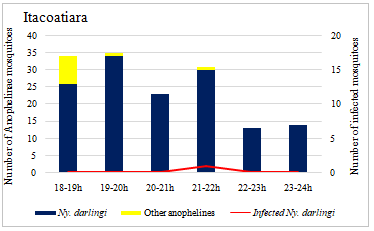 Itacoatiara
Number of Anophelinae mosquitoes
40
35
30
25
20
15
10
5
0
20
15
10
5
0
Number of infected mosquitoes
18-19h 19-20h 20-21h 21-22h 22-23h 23-24h
Ny. darlingi Other anophelines Infected Ny. darlingi